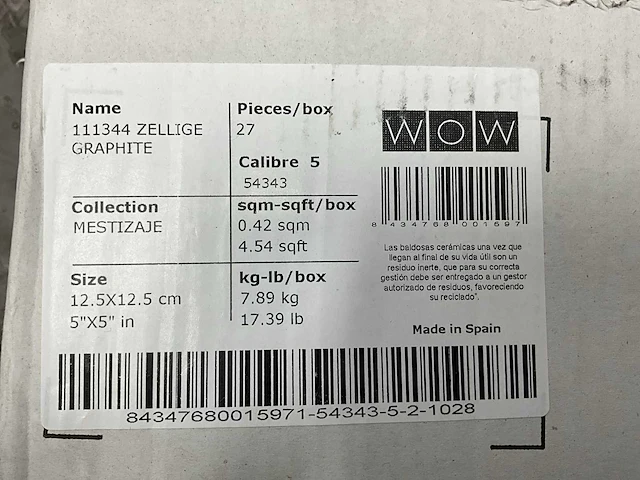 Name
111344 ZELLIGE
GRAPHITE
Pieces/box
27
Calibre 5
54343
Collection
MESTIZAJE
sqm-sqft/box
0.42 sqm
4.54 sqft
Size
12.5X12.5 cm
5"X5" in
kg-lb/box
7.89 kg
17.39 lb
WOW
8 434768 001597
Las baldosas cerámicas una vez que
llegan al final de su vida útil son un
residuo inerte, que para su correcta
gestión debe ser entregado a un gestor
autorizado de residuos, favoreciendo
su reciclado".
Made in Spain
84347680015971-54343-5-2-1028